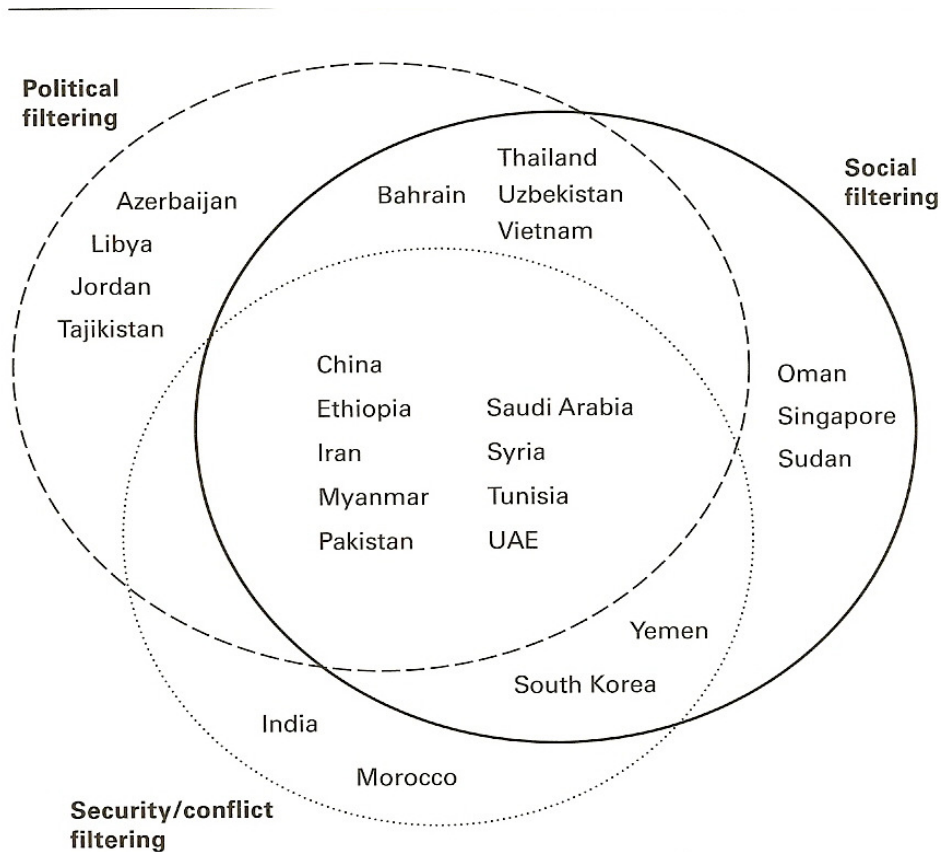 Political
filtering
Social
filtering
Azerbaijan
Libya
Jordan
Tajikistan
Bahrain
Thailand
Uzbekistan
Vietnam
China
Ethiopia
Iran
Myanmar
Pakistan
Saudi Arabia
Syria
Tunisia
UAE
Oman
Singapore
Sudan
Yemen
South Korea
India
Morocco
Security/conflict
filtering